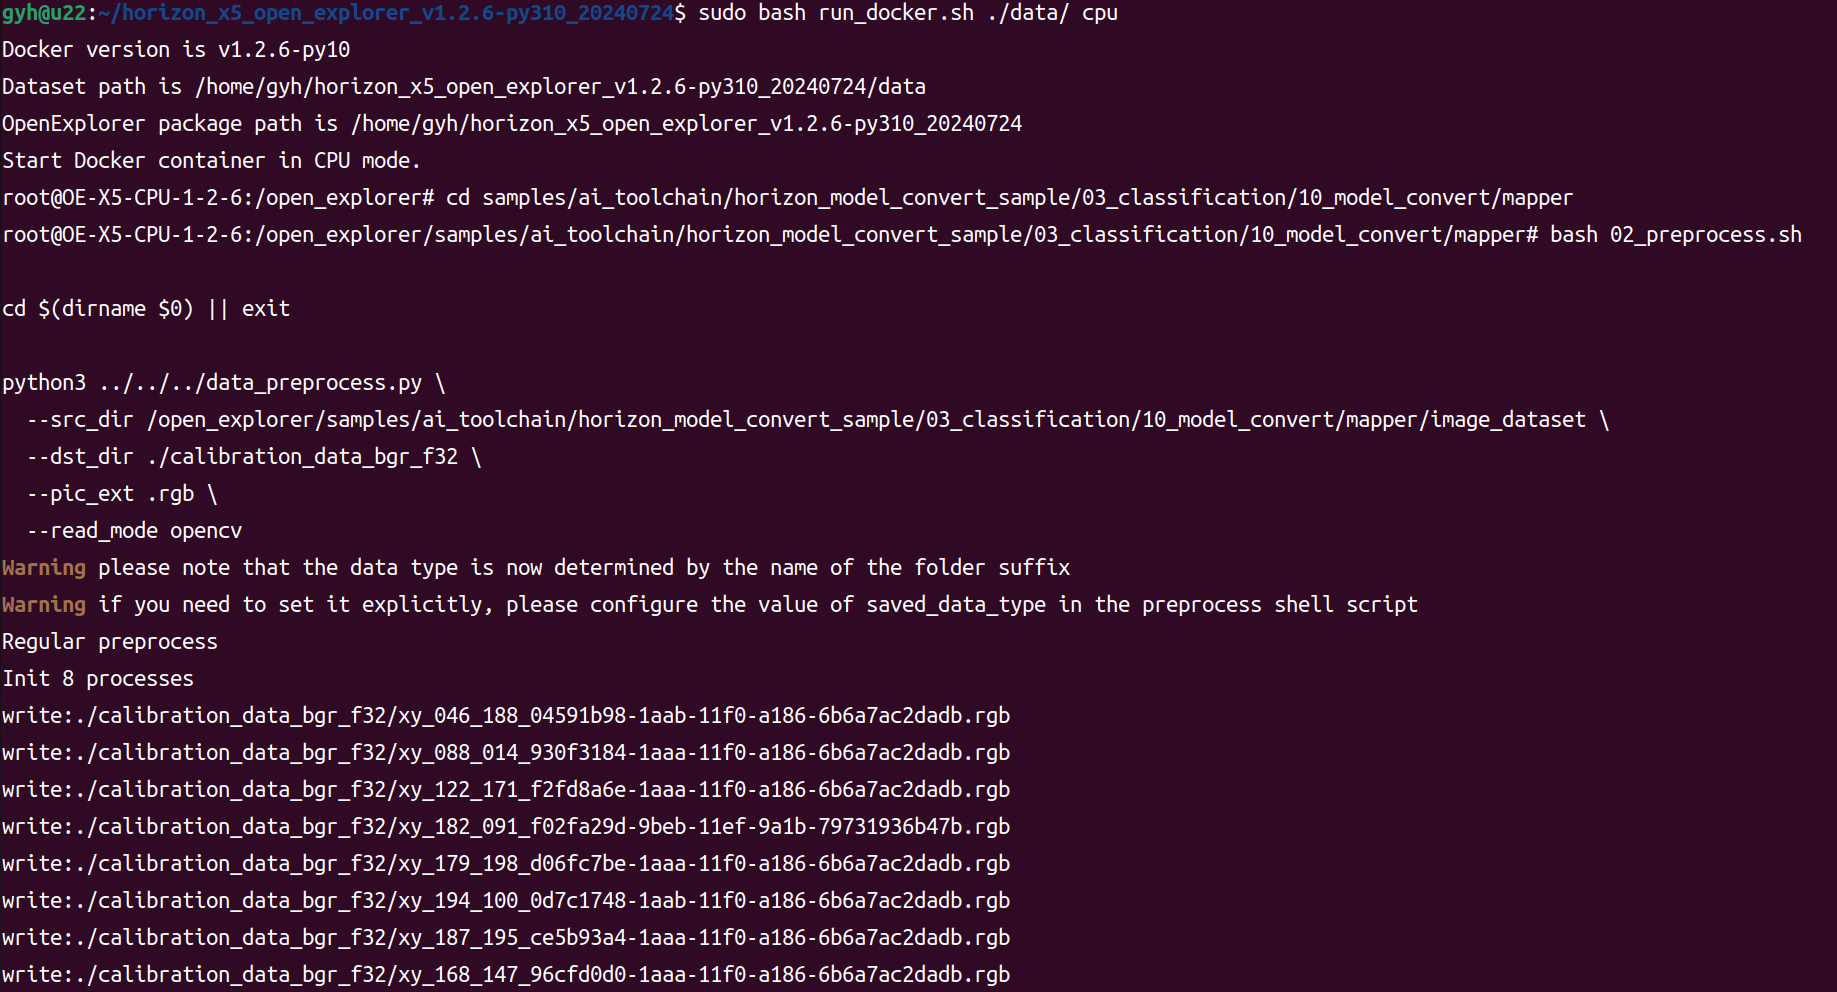 gyh@u22:~/horizon_x5_open_explorer_v1.2.6-py310_20240724$ sudo bash run_docker.sh ./data/ cpu
Docker version is v1.2.6-py10
Dataset path is /home/gyh/horizon_x5_open_explorer_v1.2.6-py310_20240724/data
OpenExplorer package path is /home/gyh/horizon_x5_open_explorer_v1.2.6-py310_20240724
Start Docker container in CPU mode.
root@OE-X5-CPU-1-2-6:/open_explorer# cd samples/ai_toolchain/horizon_model_convert_sample/03_classification/10_model_convert/mapper
root@OE-X5-CPU-1-2-6:/open_explorer/samples/ai_toolchain/horizon_model_convert_sample/03_classification/10_model_convert/mapper# bash 02_preprocess.sh
cd $(dirname $0) || exit
python3 ../../../data_preprocess.py \
  --src_dir /open_explorer/samples/ai_toolchain/horizon_model_convert_sample/03_classification/10_model_convert/mapper/image_dataset \
  --dst_dir ./calibration_data_bgr_f32 \
  --pic_ext .rgb \
  --read_mode opencv
Warning please note that the data type is now determined by the name of the folder suffix
Warning if you need to set it explicitly, please configure the value of saved_data_type in the preprocess shell script
Regular preprocess
Init 8 processes
write:./calibration_data_bgr_f32/xy_046_188_04591b98-1aab-11f0-a186-6b6a7ac2dadb.rgb
write:./calibration_data_bgr_f32/xy_088_014_930f3184-1aaa-11f0-a186-6b6a7ac2dadb.rgb
write:./calibration_data_bgr_f32/xy_122_171_f2fd8a6e-1aaa-11f0-a186-6b6a7ac2dadb.rgb
write:./calibration_data_bgr_f32/xy_182_091_f02fa29d-9beb-11ef-9a1b-79731936b47b.rgb
write:./calibration_data_bgr_f32/xy_179_198_d06fc7be-1aaa-11f0-a186-6b6a7ac2dadb.rgb
write:./calibration_data_bgr_f32/xy_194_100_0d7c1748-1aab-11f0-a186-6b6a7ac2dadb.rgb
write:./calibration_data_bgr_f32/xy_187_195_ce5b93a4-1aaa-11f0-a186-6b6a7ac2dadb.rgb
write:./calibration_data_bgr_f32/xy_168_147_96cfd0d0-1aaa-11f0-a186-6b6a7ac2dadb.rgb